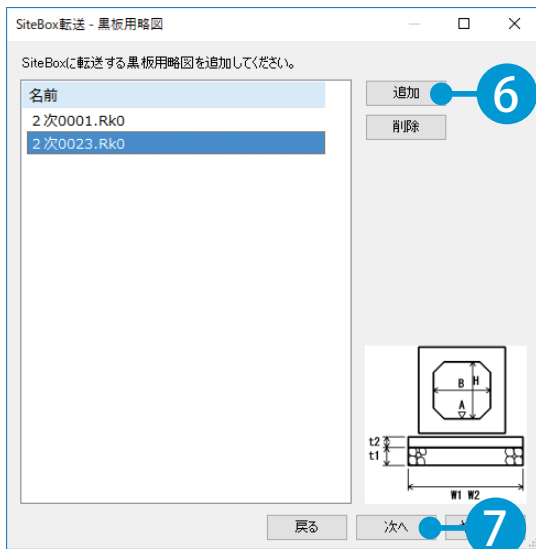 SiteBox転送 - 黒板用略図
SiteBoxに転送する黒板用略図を追加してください。
名前
追加
6
２次0001.Rk0
削除
２次0023.Rk0
B H
A
t2
t1
W1 W2
戻る
次へ
7